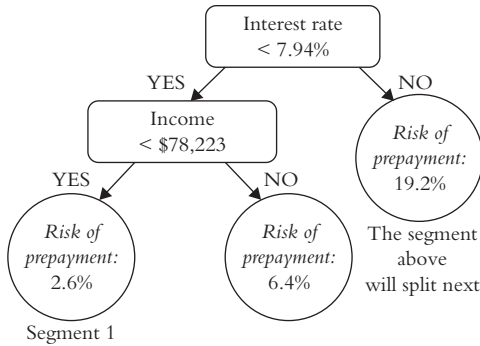 Interest rate
< 7.94%
YES
NO
Income
< $78,223
Risk of
prepayment:
19.2%
YES
NO
The segment
above
will split next
Risk of
prepayment:
2.6%
Risk of
prepayment:
6.4%
Segment 1